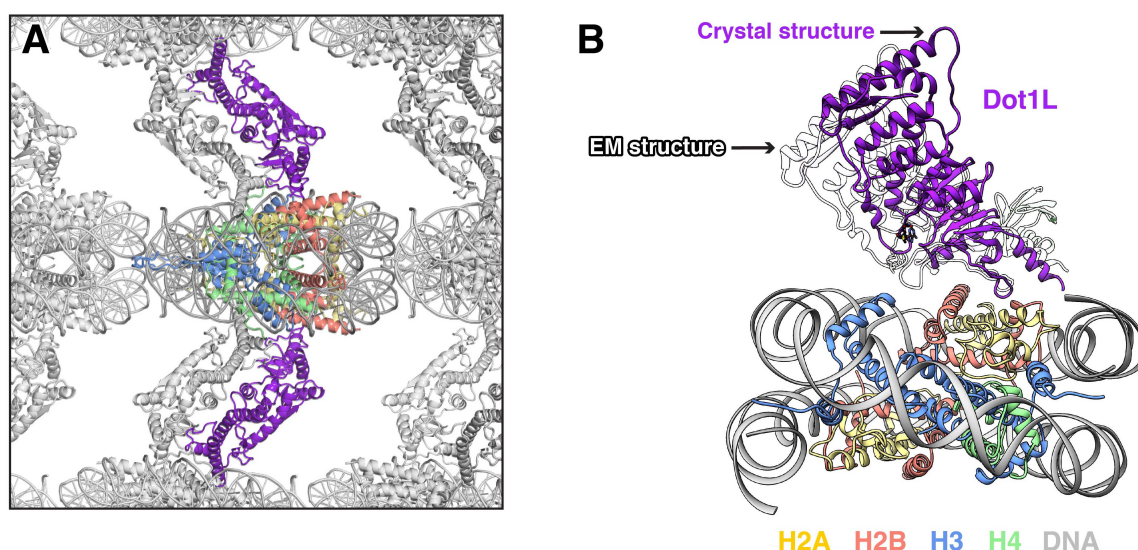 A
B
Crystal structure
Dot1L
EM structure
H2A H2B H3 H4 DNA